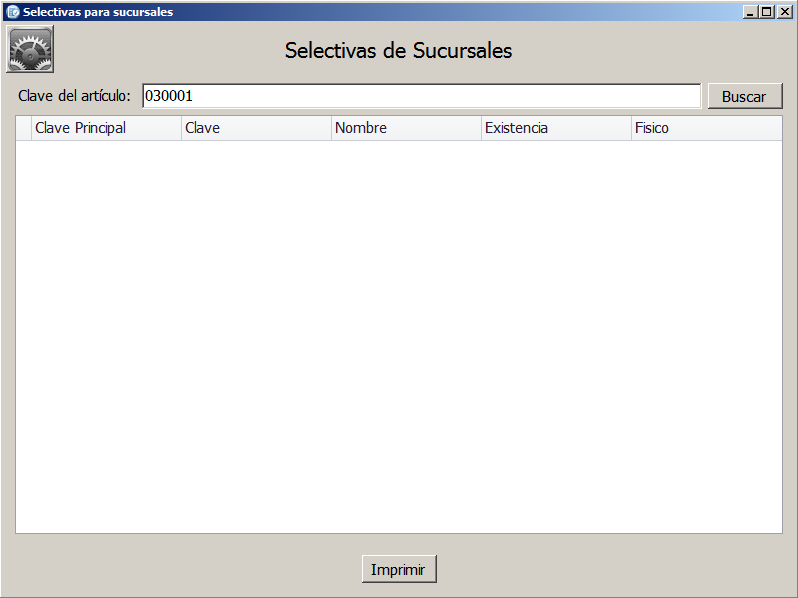 Selectivas para sucursales
Selectivas de Sucursales
Clave del artículo: 030001 Buscar
Clave Principal Clave Nombre Existencia Fisico
Imprimir